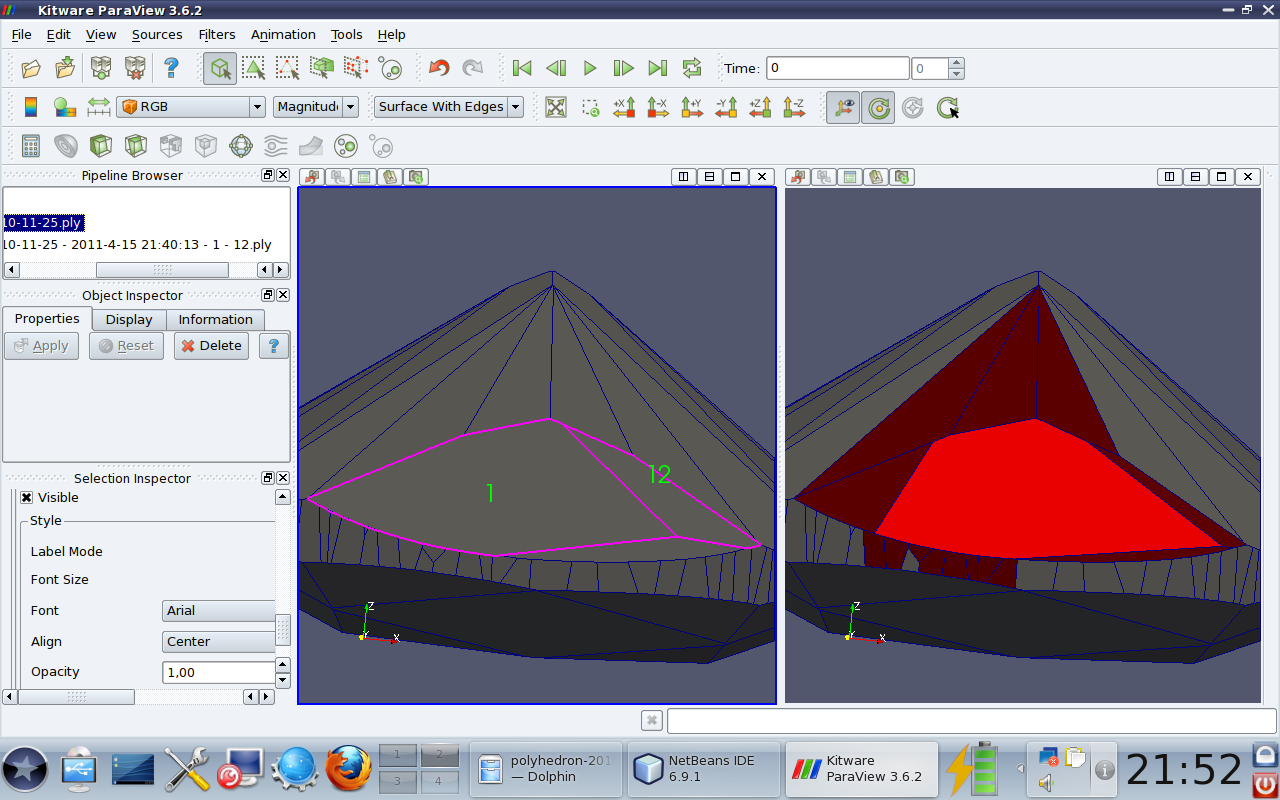 Kitware ParaView 3.6.2
File Edit View Sources Filters Animation Tools Help
Time: 0 0
RGB Magnitud Surface With Edges
+X -X +Y -Y +Z -Z
Pipeline Browser
10-11-25.ply
10-11-25 - 2011-4-15 21:40:13 - 1 - 12.ply
Object Inspector
Properties Display Information
Apply Reset Delete ?
Selection Inspector
Visible
Style
Label Mode
Font Size
Font Arial
Align Center
Opacity 1,00
1
12
Z
Y X
Z
Y X
1 2
3 4
polyhedron-201
— Dolphin
NetBeans IDE
6.9.1
Kitware
ParaView 3.6.2
21:52